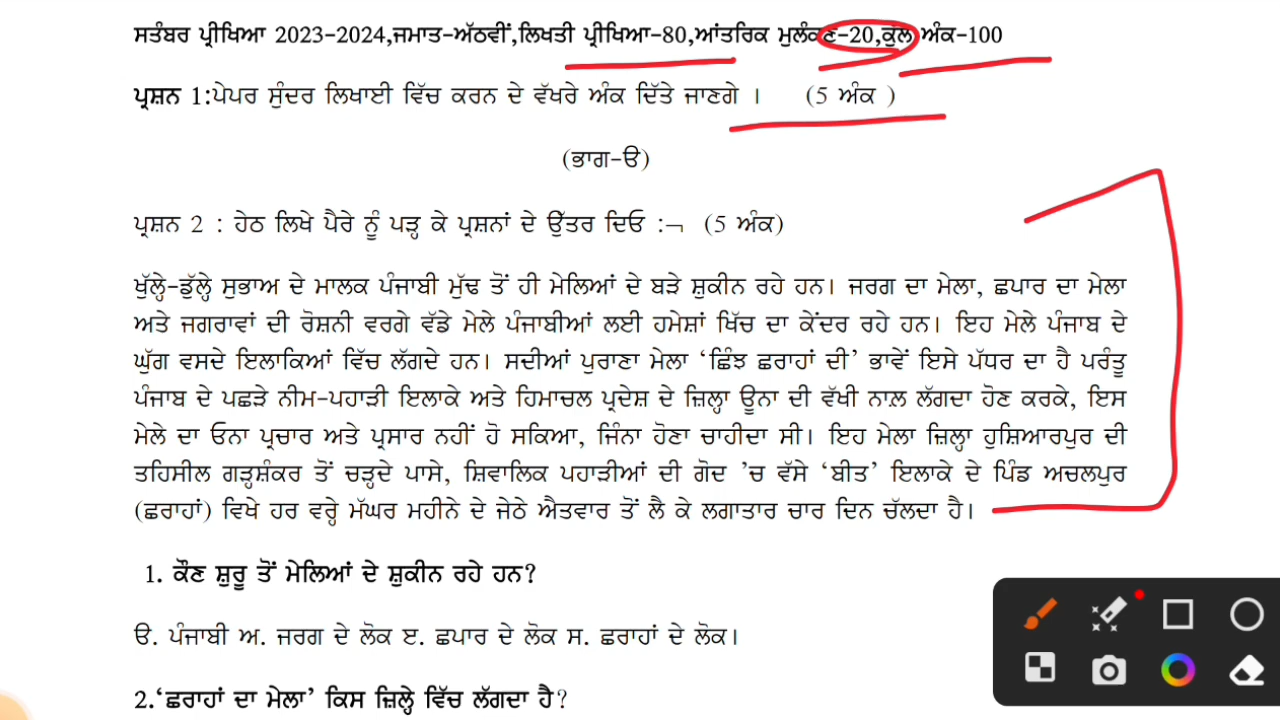 ਸਤੰਬਰ ਪ੍ਰੀਖਿਆ 2023-2024,ਜਮਾਤ-ਅੱਠਵੀਂ,ਲਿਖਤੀ ਪ੍ਰੀਖਿਆ-80,ਆਂਤਰਿਕ ਮੁਲੰਕਣ-20,ਕੁੱਲ ਅੰਕ-100
ਪ੍ਰਸ਼ਨ 1:ਪੇਪਰ ਸੁੰਦਰ ਲਿਖਾਈ ਵਿੱਚ ਕਰਨ ਦੇ ਵੱਖਰੇ ਅੰਕ ਦਿੱਤੇ ਜਾਣਗੇ । (5 ਅੰਕ )
(ਭਾਗ-ੳ)
ਪ੍ਰਸ਼ਨ 2 : ਹੇਠ ਲਿਖੇ ਪੈਰੇ ਨੂੰ ਪੜ੍ਹ ਕੇ ਪ੍ਰਸ਼ਨਾਂ ਦੇ ਉੱਤਰ ਦਿਓ :¬ (5 ਅੰਕ)
ਖੁੱਲ੍ਹੇ-ਡੁੱਲ੍ਹੇ ਸੁਭਾਅ ਦੇ ਮਾਲਕ ਪੰਜਾਬੀ ਮੁੱਢ ਤੋਂ ਹੀ ਮੇਲਿਆਂ ਦੇ ਬੜੇ ਸ਼ੁਕੀਨ ਰਹੇ ਹਨ। ਜਰਗ ਦਾ ਮੇਲਾ, ਛਪਾਰ ਦਾ ਮੇਲਾ
ਅਤੇ ਜਗਰਾਵਾਂ ਦੀ ਰੋਸ਼ਨੀ ਵਰਗੇ ਵੱਡੇ ਮੇਲੇ ਪੰਜਾਬੀਆਂ ਲਈ ਹਮੇਸ਼ਾਂ ਖਿੱਚ ਦਾ ਕੇਂਦਰ ਰਹੇ ਹਨ। ਇਹ ਮੇਲੇ ਪੰਜਾਬ ਦੇ
ਘੁੱਗ ਵਸਦੇ ਇਲਾਕਿਆਂ ਵਿੱਚ ਲੱਗਦੇ ਹਨ। ਸਦੀਆਂ ਪੁਰਾਣਾ ਮੇਲਾ ‘ਛਿੰਝ ਛਰਾਹਾਂ ਦੀ’ ਭਾਵੇਂ ਇਸੇ ਪੱਧਰ ਦਾ ਹੈ ਪਰੰਤੂ
ਪੰਜਾਬ ਦੇ ਪਛੜੇ ਨੀਮ-ਪਹਾੜੀ ਇਲਾਕੇ ਅਤੇ ਹਿਮਾਚਲ ਪ੍ਰਦੇਸ਼ ਦੇ ਜ਼ਿਲ੍ਹਾ ਊਨਾ ਦੀ ਵੱਖੀ ਨਾਲ਼ ਲੱਗਦਾ ਹੋਣ ਕਰਕੇ, ਇਸ
ਮੇਲੇ ਦਾ ਓਨਾ ਪ੍ਰਚਾਰ ਅਤੇ ਪ੍ਰਸਾਰ ਨਹੀਂ ਹੋ ਸਕਿਆ, ਜਿੰਨਾ ਹੋਣਾ ਚਾਹੀਦਾ ਸੀ। ਇਹ ਮੇਲਾ ਜ਼ਿਲ੍ਹਾ ਹੁਸ਼ਿਆਰਪੁਰ ਦੀ
ਤਹਿਸੀਲ ਗੜ੍ਹਸ਼ੰਕਰ ਤੋਂ ਚੜ੍ਹਦੇ ਪਾਸੇ, ਸ਼ਿਵਾਲਿਕ ਪਹਾੜੀਆਂ ਦੀ ਗੋਦ ’ਚ ਵੱਸੇ ‘ਬੀਤ’ ਇਲਾਕੇ ਦੇ ਪਿੰਡ ਅਚਲਪੁਰ
(ਛਰਾਹਾਂ) ਵਿਖੇ ਹਰ ਵਰ੍ਹੇ ਮੱਘਰ ਮਹੀਨੇ ਦੇ ਜੇਠੇ ਐਤਵਾਰ ਤੋਂ ਲੈ ਕੇ ਲਗਾਤਾਰ ਚਾਰ ਦਿਨ ਚੱਲਦਾ ਹੈ।
1. ਕੌਣ ਸ਼ੁਰੂ ਤੋਂ ਮੇਲਿਆਂ ਦੇ ਸ਼ੁਕੀਨ ਰਹੇ ਹਨ?
ੳ. ਪੰਜਾਬੀ ਅ. ਜਰਗ ਦੇ ਲੋਕ ੲ. ਛਪਾਰ ਦੇ ਲੋਕ ਸ. ਛਰਾਹਾਂ ਦੇ ਲੋਕ।
2.‘ਛਰਾਹਾਂ ਦਾ ਮੇਲਾ’ ਕਿਸ ਜ਼ਿਲ੍ਹੇ ਵਿੱਚ ਲੱਗਦਾ ਹੈ?